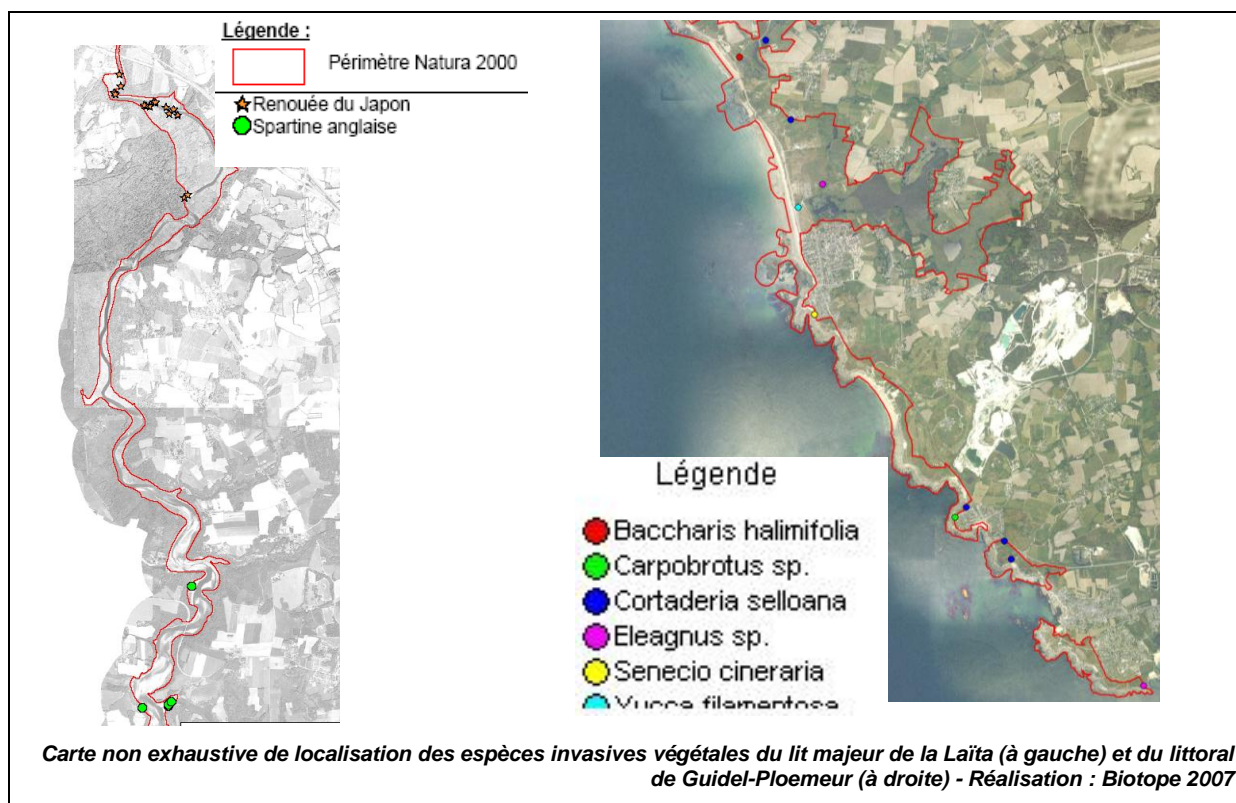 Légende :
Périmètre Natura 2000
Renouée du Japon
Spartine anglaise
Légende
Baccharis halimifolia
Carpobrotus sp.
Cortaderia selloana
Eleagnus sp.
Senecio cineraria
Yucca filamentosa
Carte non exhaustive de localisation des espèces invasives végétales du lit majeur de la Laïta (à gauche) et du littoral
de Guidel-Ploemeur (à droite) - Réalisation : Biotope 2007